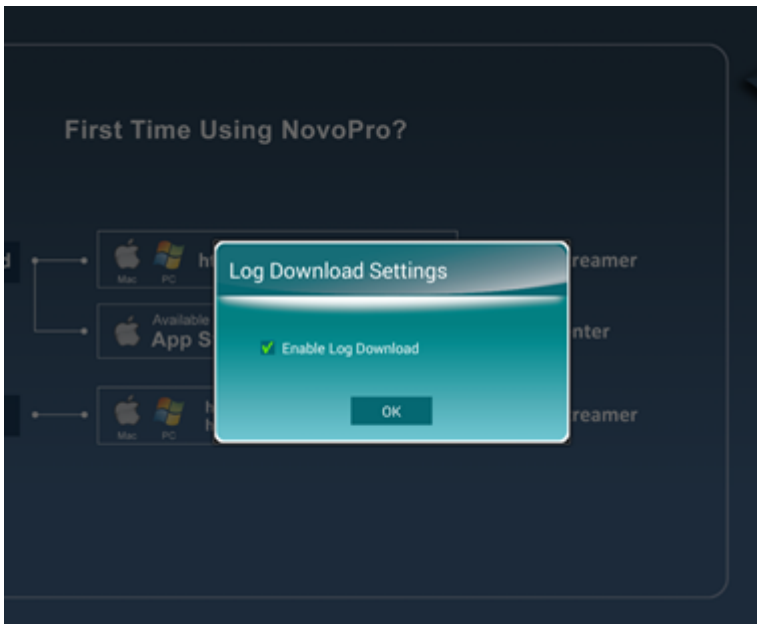 First Time Using NovoPro?
d
Mac
PC
ht
reamer
Log Download Settings
Available
App S
nter
Enable Log Download
OK
h
h
Mac
PC
reamer